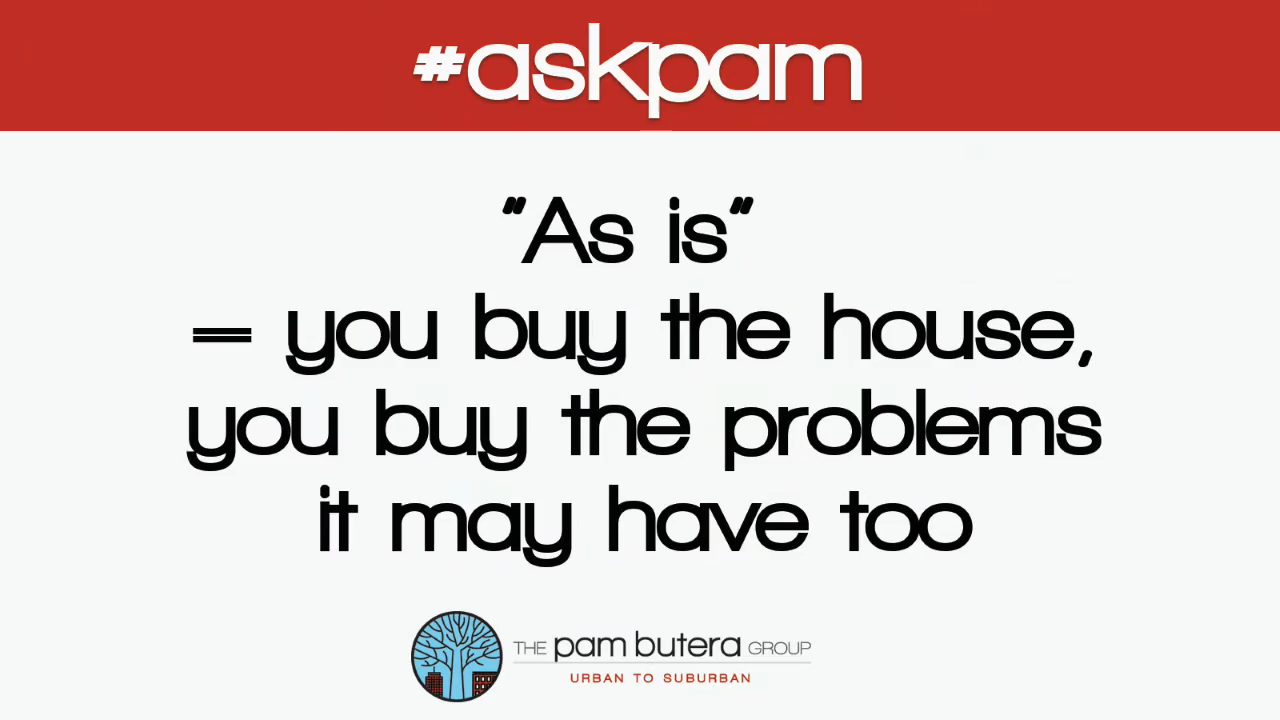 #askpam
"As is"
= you buy the house,
you buy the problems
it may have too
THE pam butera GROUP
URBAN TO SUBURBAN